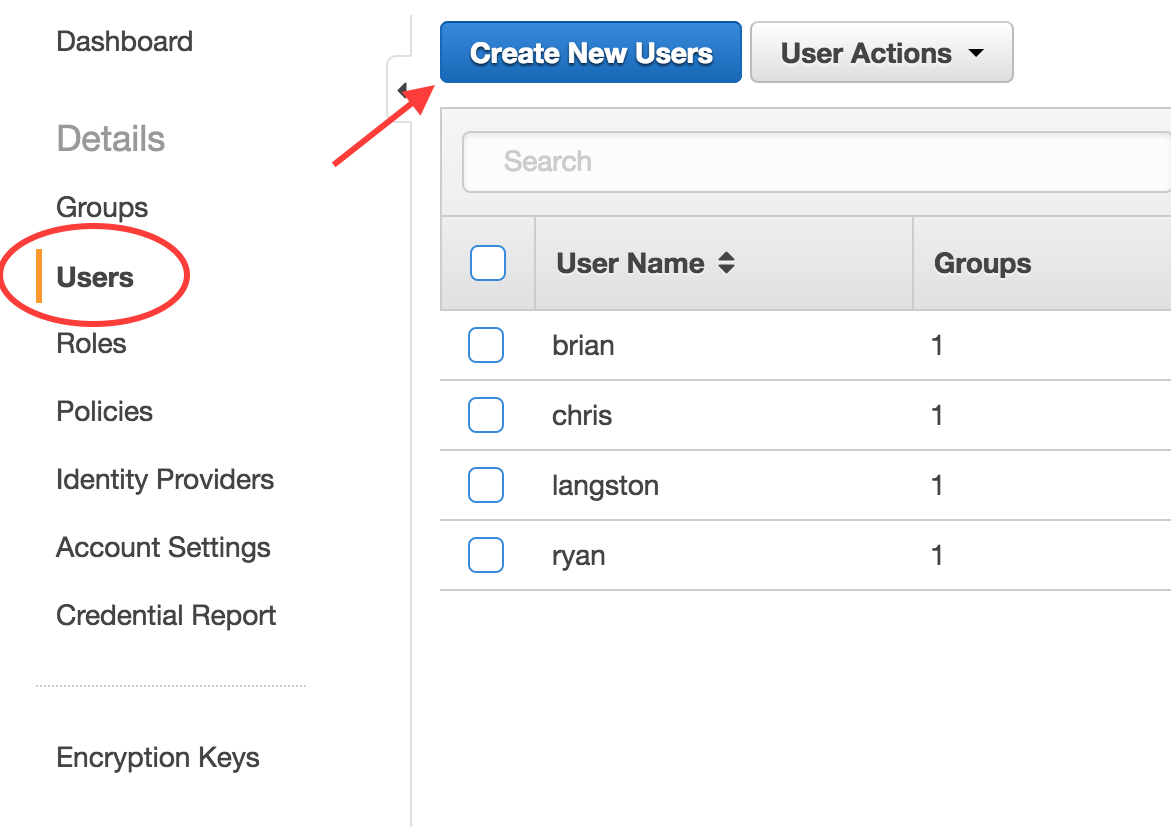 Dashboard
Details
Groups
Users
Roles
Policies
Identity Providers
Account Settings
Credential Report
Encryption Keys
Create New Users
User Actions
Search
User Name
Groups
brian
1
chris
1
langston
1
ryan
1